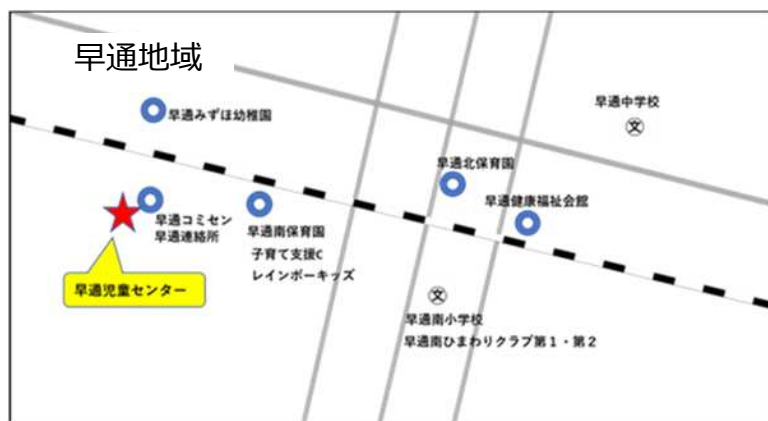 早通地域
早通みずほ幼稚園
早通中学校
文
早通北保育園
早通健康福祉会館
早通コミセン
早通連絡所
早通南保育園
子育て支援C
レインボーキッズ
早通児童センター
文
早通南小学校
早通南ひまわりクラブ第1・第2